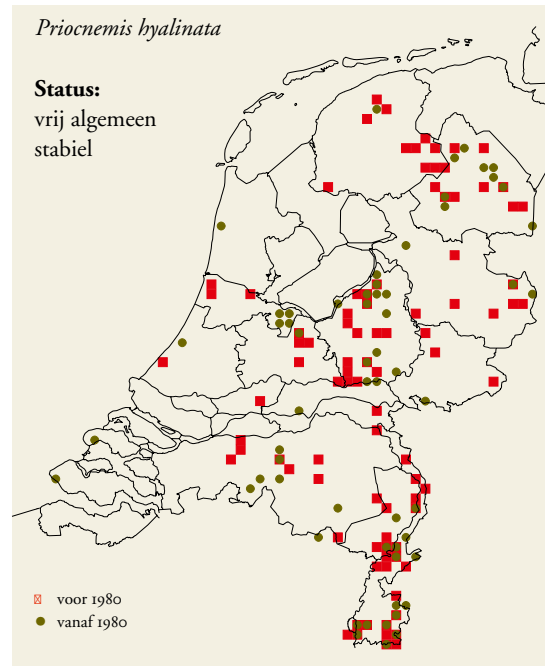 Priocnemis hyalinata
Status:
vrij algemeen
stabiel
voor 1980
vanaf 1980